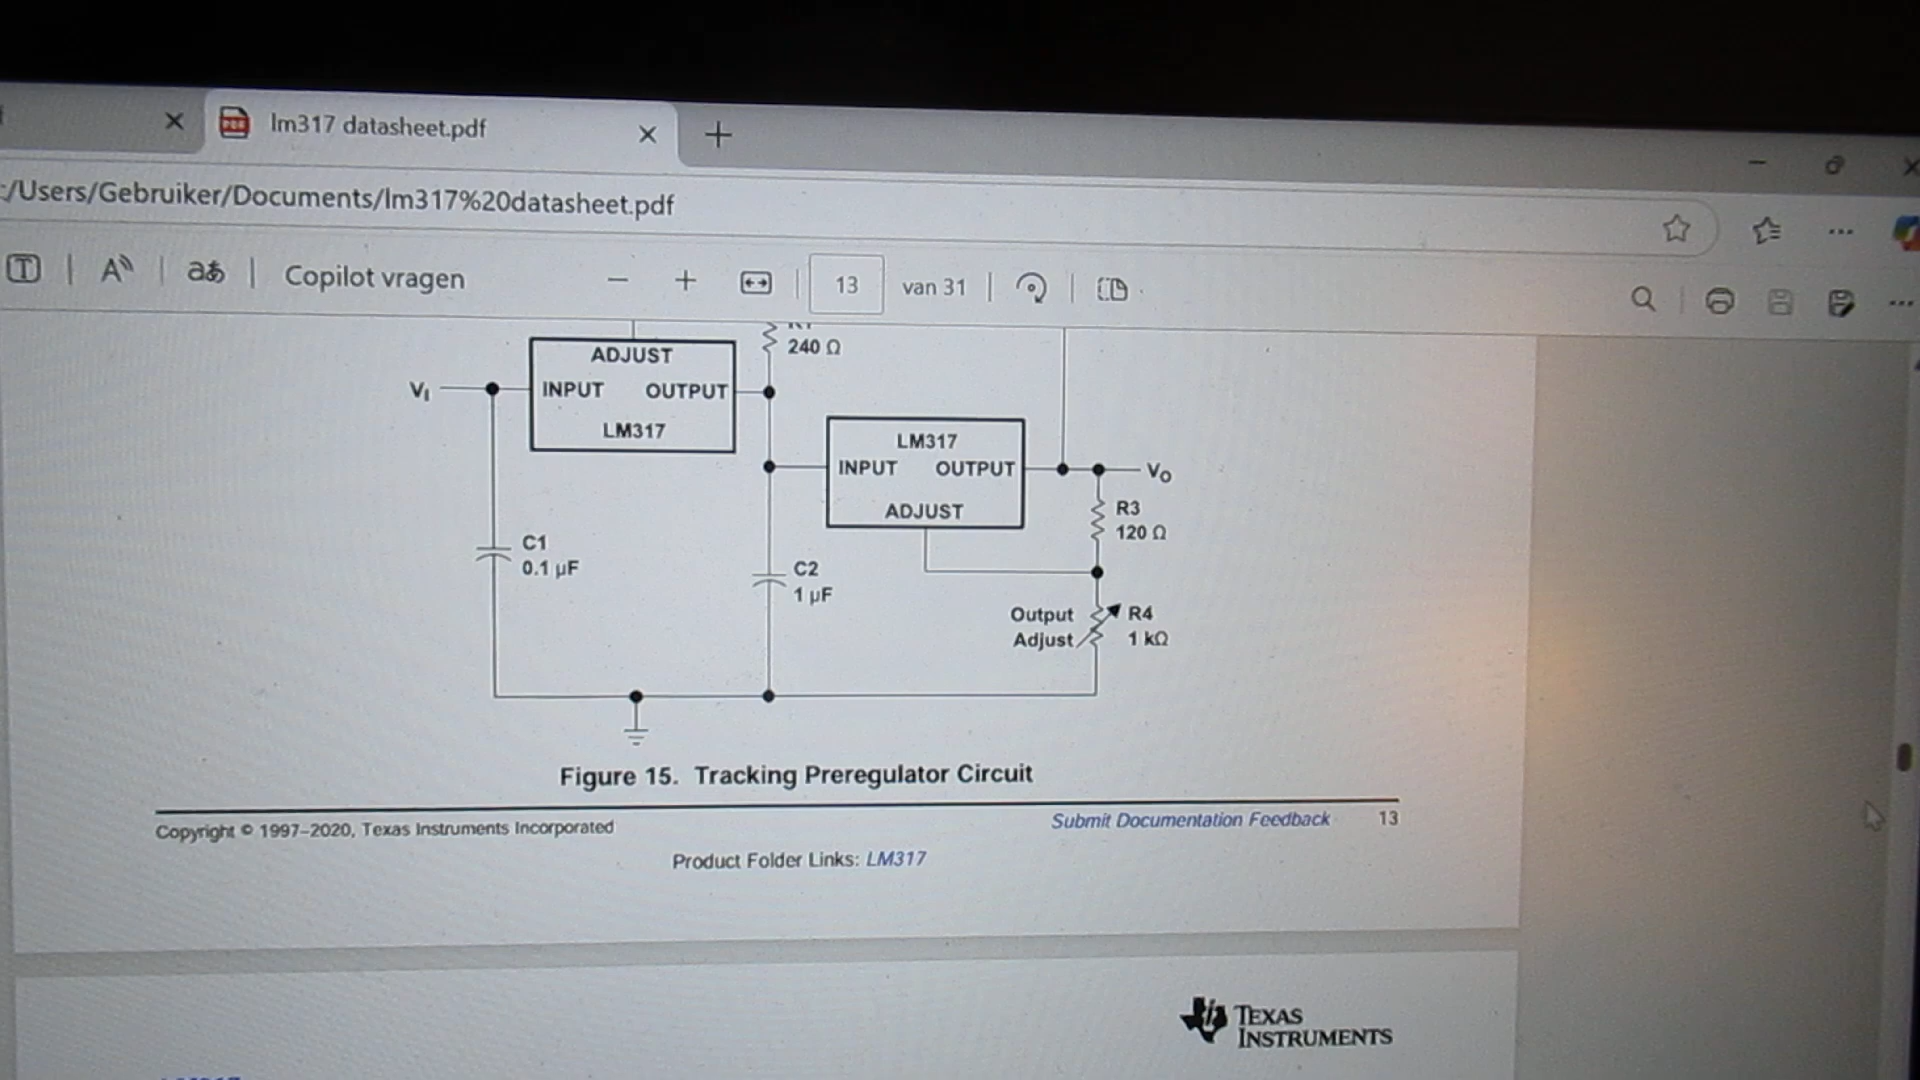 lm317 datasheet.pdf
:/Users/Gebruiker/Documents/lm317%20datasheet.pdf
Copilot vragen
13
van 31
240 Ω
ADJUST
VI
INPUT OUTPUT
LM317
LM317
INPUT OUTPUT
ADJUST
VO
R3
120 Ω
C1
0.1 µF
C2
1 µF
Output
Adjust
R4
1 kΩ
Figure 15. Tracking Preregulator Circuit
Copyright © 1997–2020, Texas Instruments Incorporated
Submit Documentation Feedback 13
Product Folder Links: LM317
TEXAS
INSTRUMENTS